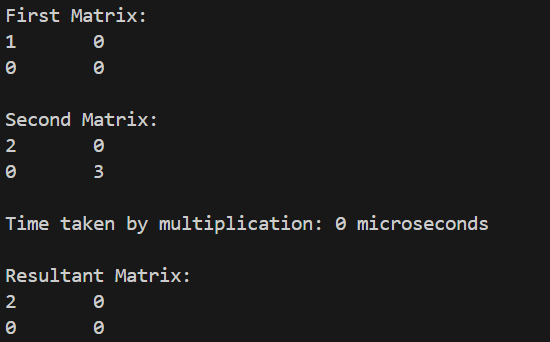 First Matrix:
1 0
0 0
Second Matrix:
2 0
0 3
Time taken by multiplication: 0 microseconds
Resultant Matrix:
2 0
0 0